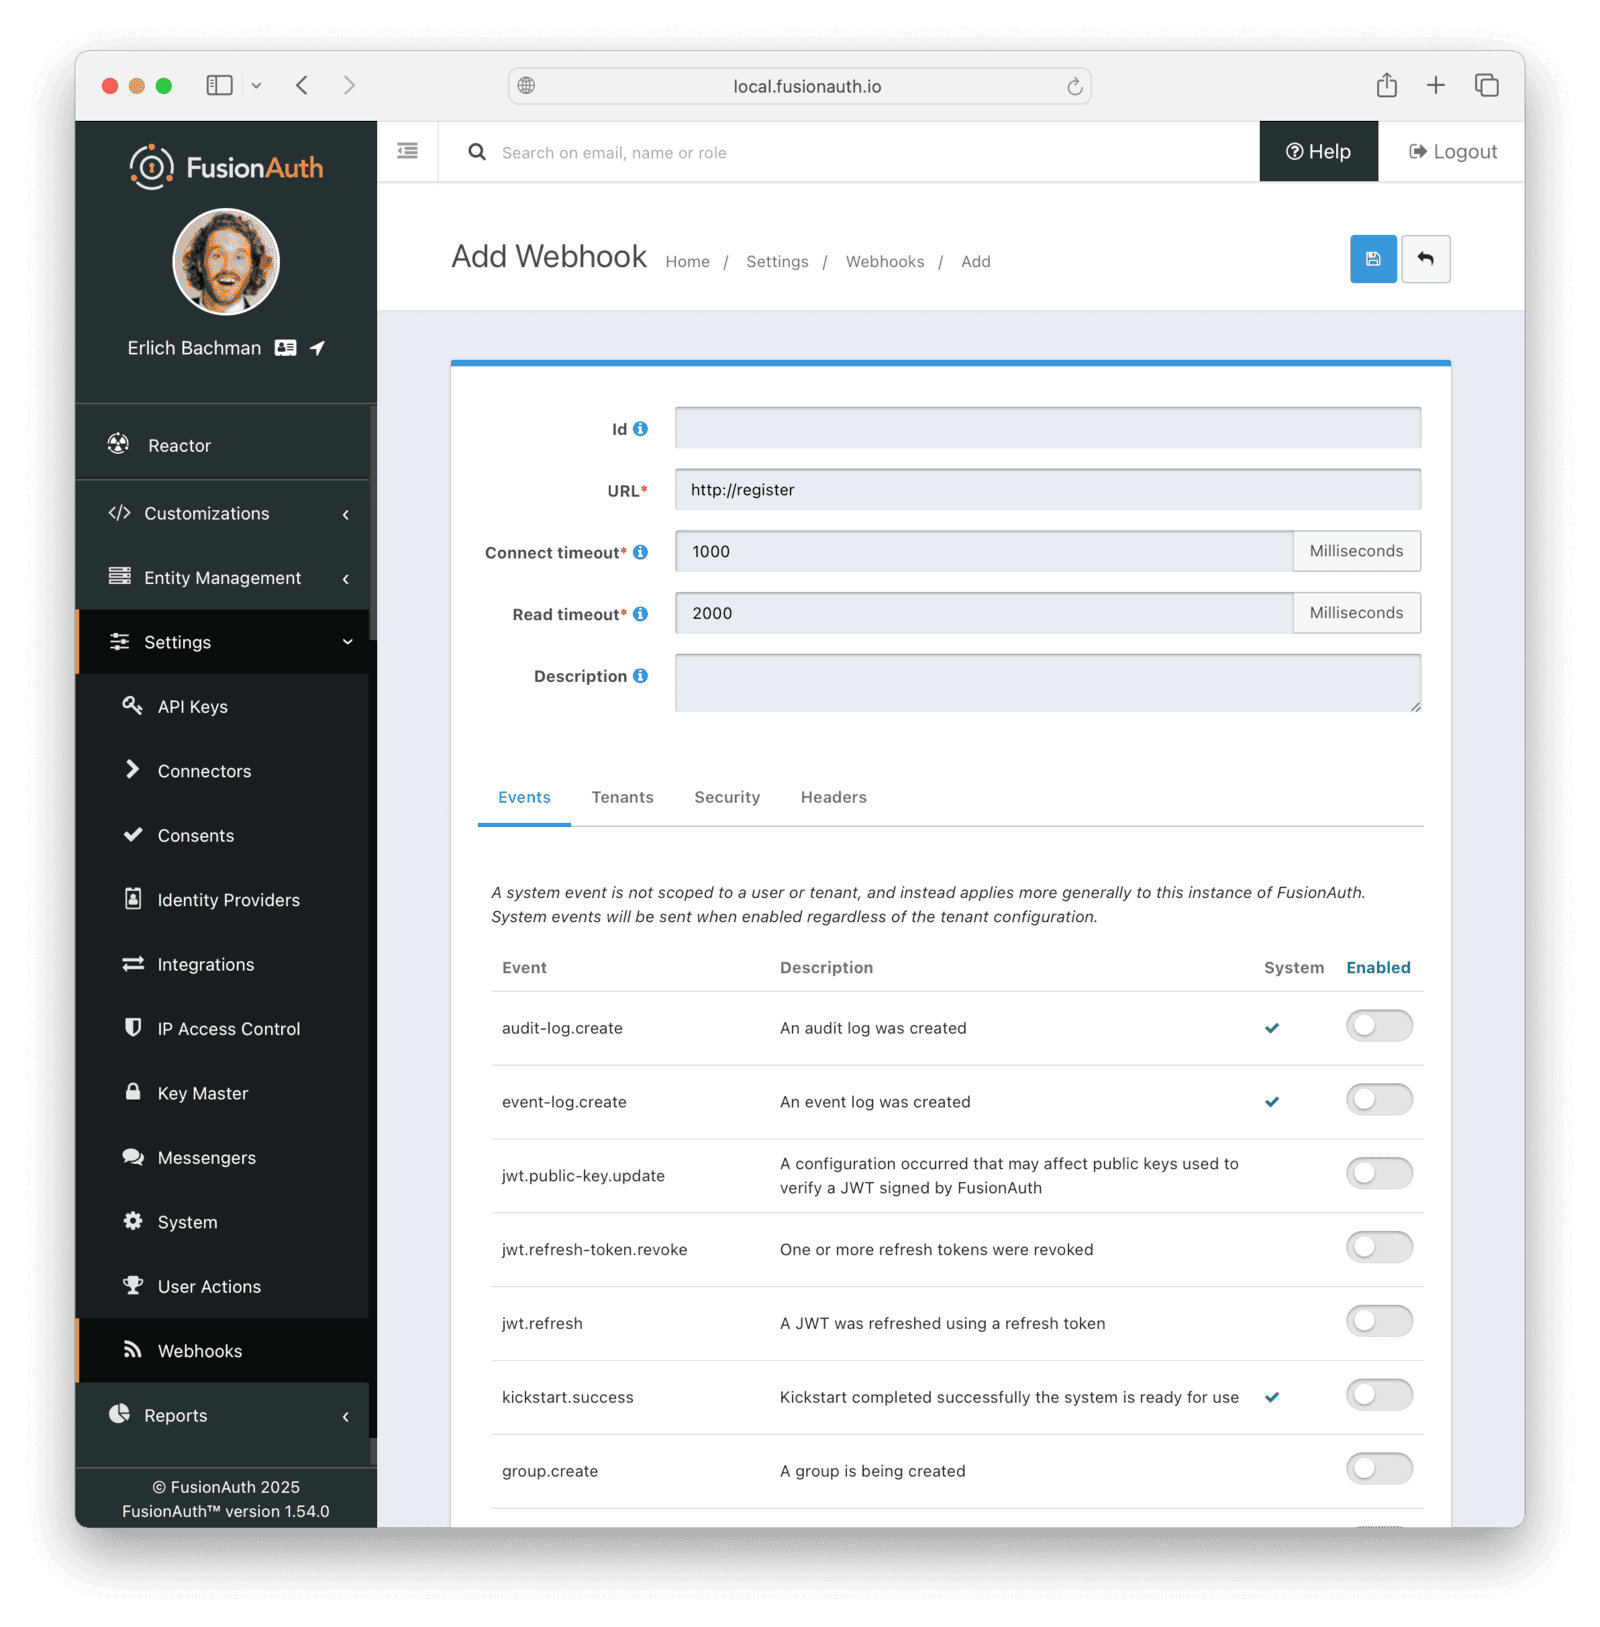 local.fusionauth.io
FusionAuth
Search on email, name or role
Help
Logout
Erlich Bachman
Reactor
Customizations
Entity Management
Settings
API Keys
Connectors
Consents
Identity Providers
Integrations
IP Access Control
Key Master
Messengers
System
User Actions
Webhooks
Reports
© FusionAuth 2025
FusionAuth™ version 1.54.0
Add Webhook Home / Settings / Webhooks / Add
Id
URL* http://register
Connect timeout* 1000 Milliseconds
Read timeout* 2000 Milliseconds
Description
Events Tenants Security Headers
A system event is not scoped to a user or tenant, and instead applies more generally to this instance of FusionAuth.
System events will be sent when enabled regardless of the tenant configuration.
Event Description System Enabled
audit-log.create An audit log was created
event-log.create An event log was created
jwt.public-key.update A configuration occurred that may affect public keys used to
verify a JWT signed by FusionAuth
jwt.refresh-token.revoke One or more refresh tokens were revoked
jwt.refresh A JWT was refreshed using a refresh token
kickstart.success Kickstart completed successfully the system is ready for use
group.create A group is being created